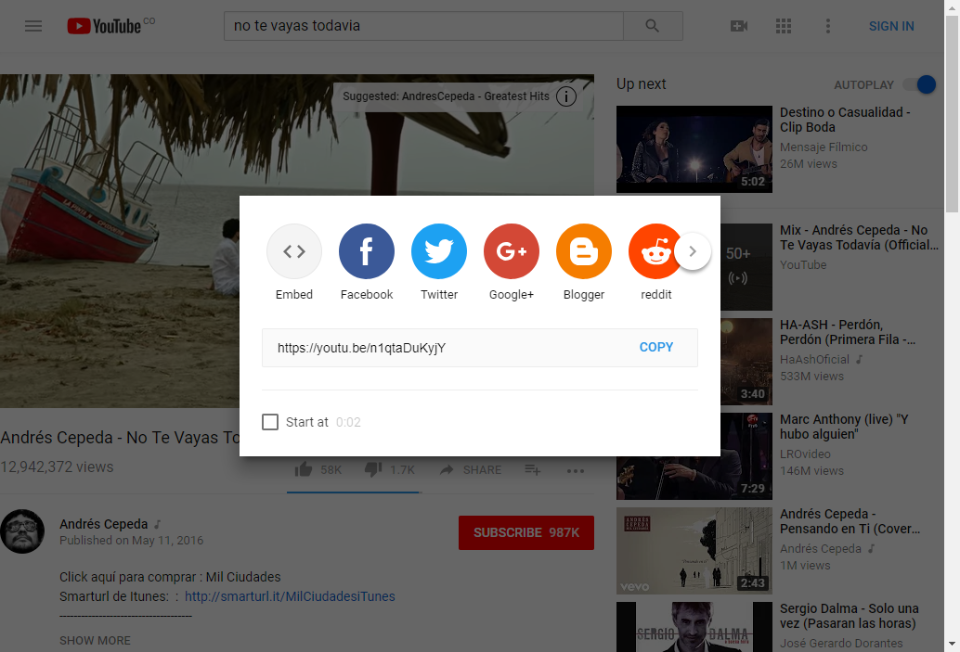 YouTube CO
no te vayas todavia
SIGN IN
Suggested: AndresCepeda - Greatest Hits
Up next
AUTOPLAY
Destino o Casualidad -
Clip Boda
Mensaje Fílmico
26M views
5:02
Mix - Andrés Cepeda - No
Te Vayas Todavía (Official...
YouTube
50+
HA-ASH - Perdón,
Perdón (Primera Fila -...
HaAshOficial
533M views
3:40
Marc Anthony (live) "Y
hubo alguien"
LROvideo
146M views
7:29
Andrés Cepeda -
Pensando en Ti (Cover...
Andrés Cepeda
1M views
vevo
2:43
Sergio Dalma - Solo una
vez (Pasaran las horas)
José Gerardo Dorantes
SERGIO DALMA
Embed
Facebook
Twitter
G+
Google+
Blogger
reddit
https://youtu.be/n1qtaDuKyjY
COPY
Start at 0:02
Andrés Cepeda - No Te Vayas To
12,942,372 views
58K
1.7K
SHARE
Andrés Cepeda
Published on May 11, 2016
SUBSCRIBE 987K
Click aquí para comprar : Mil Ciudades
Smarturl de Itunes: : http://smarturl.it/MilCiudadesiTunes
-----------------------------------
SHOW MORE